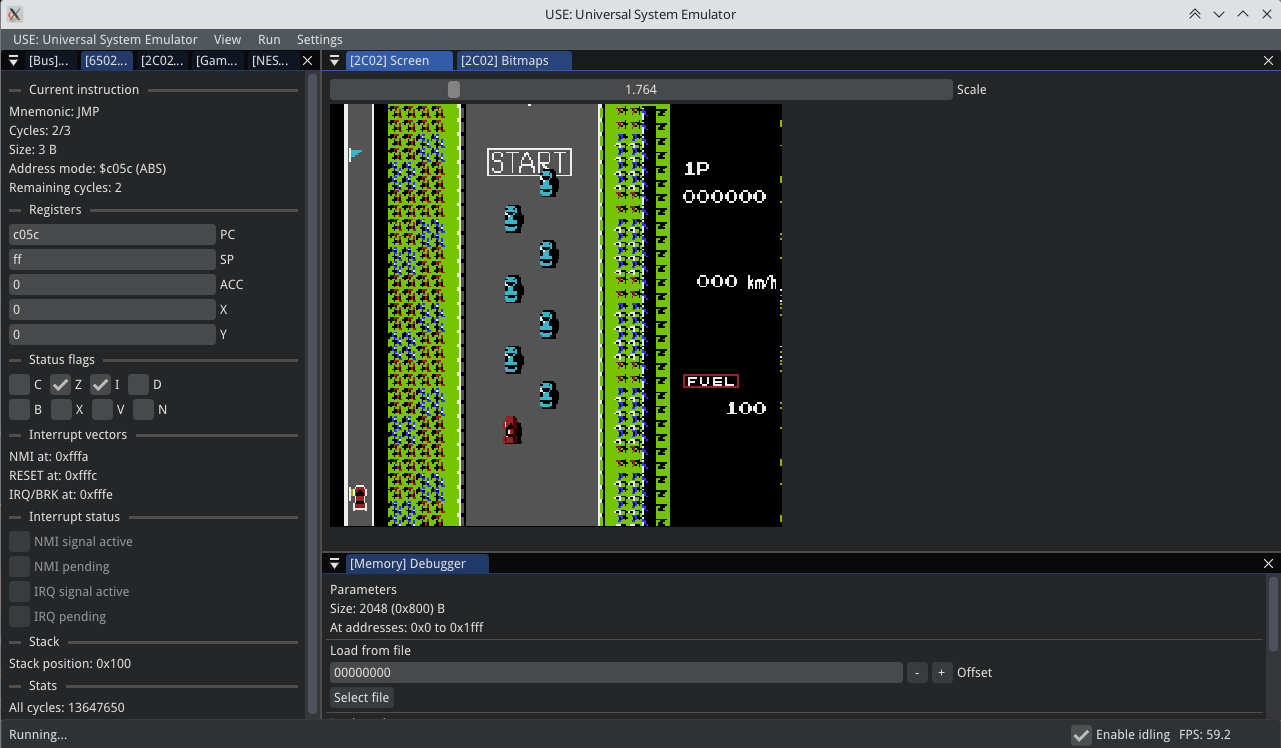 USE: Universal System Emulator
USE: Universal System Emulator View Run Settings
[Bus]... [6502... [2C02... [Gam... [NES...
Current instruction
Mnemonic: JMP
Cycles: 2/3
Size: 3 B
Address mode: $c05c (ABS)
Remaining cycles: 2
Registers
c05c PC
ff SP
0 ACC
0 X
0 Y
Status flags
C Z I D
B X V N
Interrupt vectors
NMI at: 0xfffa
RESET at: 0xfffc
IRQ/BRK at: 0xfffe
Interrupt status
NMI signal active
NMI pending
IRQ signal active
IRQ pending
Stack
Stack position: 0x100
Stats
All cycles: 13647650
[2C02] Screen [2C02] Bitmaps
1.764 Scale
START
1P
000000
000 km/h
FUEL
100
[Memory] Debugger
Parameters
Size: 2048 (0x800) B
At addresses: 0x0 to 0x1fff
Load from file
00000000 - + Offset
Select file
Running...
Enable idling FPS: 59.2